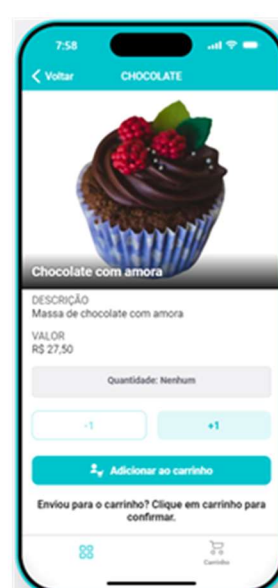 7:58
Voltar CHOCOLATE
Chocolate com amora
DESCRIÇÃO
Massa de chocolate com amora
VALOR
R$ 27,50
Quantidade: Nenhum
-1 +1
Adicionar ao carrinho
Enviou para o carrinho? Clique em carrinho para
confirmar.
Carrinho